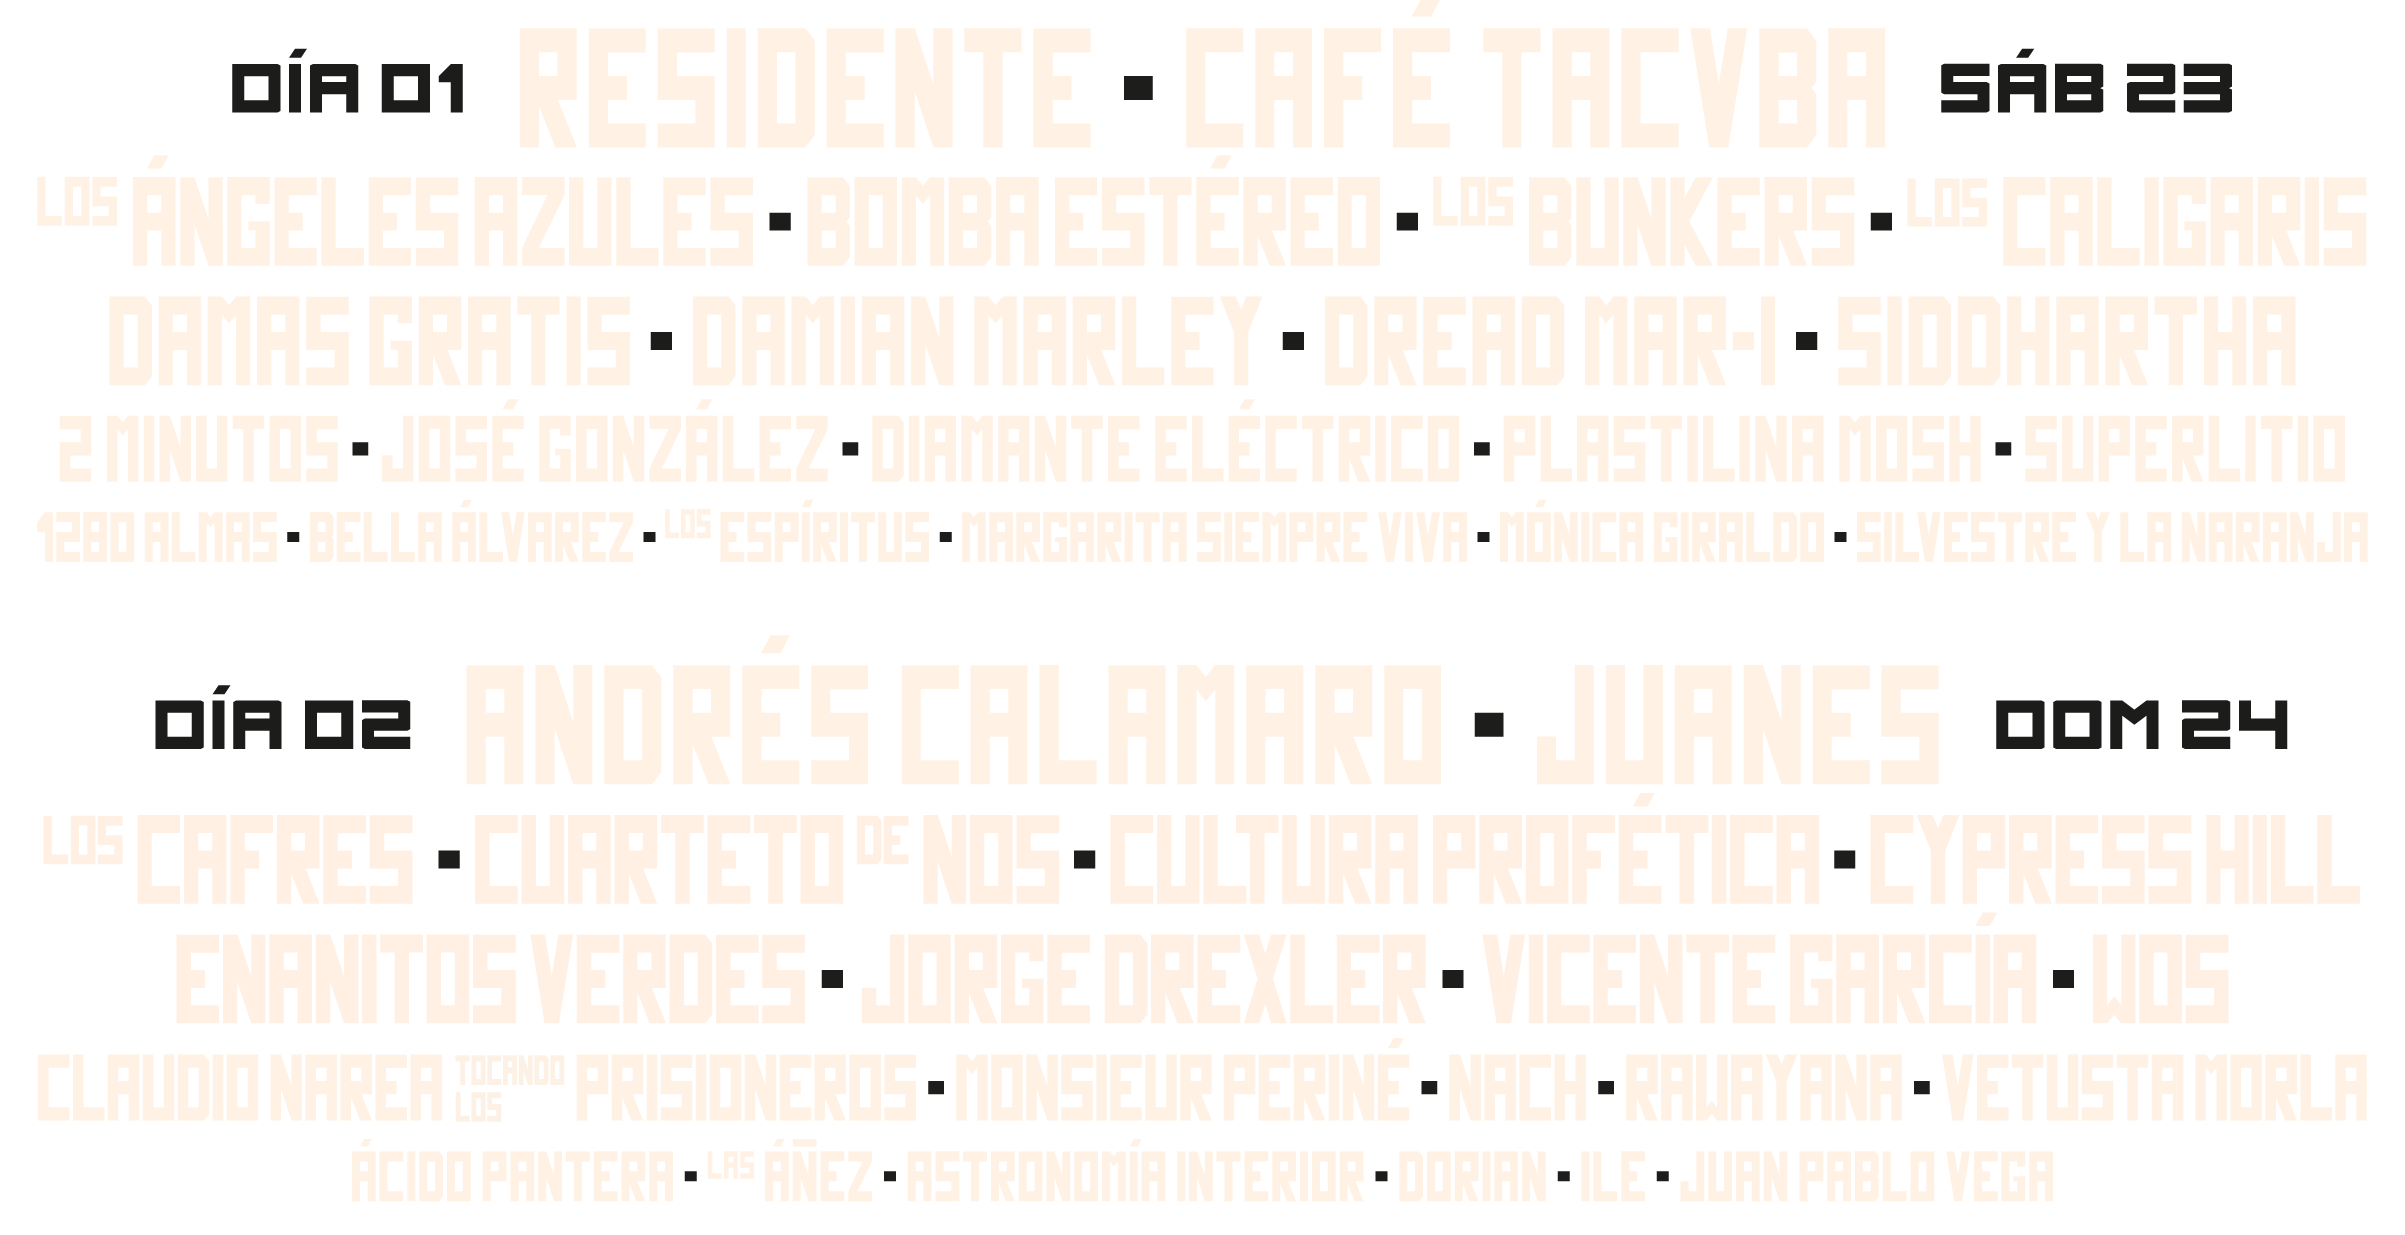 DÍA 01 RESIDENTE ▪ CAFÉ TACVBA SÁB 23
LOS ÁNGELES AZULES ▪ BOMBA ESTÉREO ▪ LOS BUNKERS ▪ LOS CALIGARIS
DAMAS GRATIS ▪ DAMIAN MARLEY ▪ DREAD MAR-I ▪ SIDDHARTHA
2 MINUTOS ▪ JOSÉ GONZÁLEZ ▪ DIAMANTE ELÉCTRICO ▪ PLASTILINA MOSH ▪ SUPERLITIO
1280 ALMAS ▪ BELLA ÁLVAREZ ▪ LOS ESPÍRITUS ▪ MARGARITA SIEMPRE VIVA ▪ MÓNICA GIRALDO ▪ SILVESTRE Y LA NARANJA
DÍA 02 ANDRÉS CALAMARO ▪ JUANES DOM 24
LOS CAFRES ▪ CUARTETO DE NOS ▪ CULTURA PROFÉTICA ▪ CYPRESS HILL
ENANITOS VERDES ▪ JORGE DREXLER ▪ VICENTE GARCÍA ▪ WOS
CLAUDIO NAREA TOCANDO LOS PRISIONEROS ▪ MONSIEUR PERINÉ ▪ NACH ▪ RAWAYANA ▪ VETUSTA MORLA
ÁCIDO PANTERA ▪ LAS ÁÑEZ ▪ ASTRONOMÍA INTERIOR ▪ DORIAN ▪ ILE ▪ JUAN PABLO VEGA